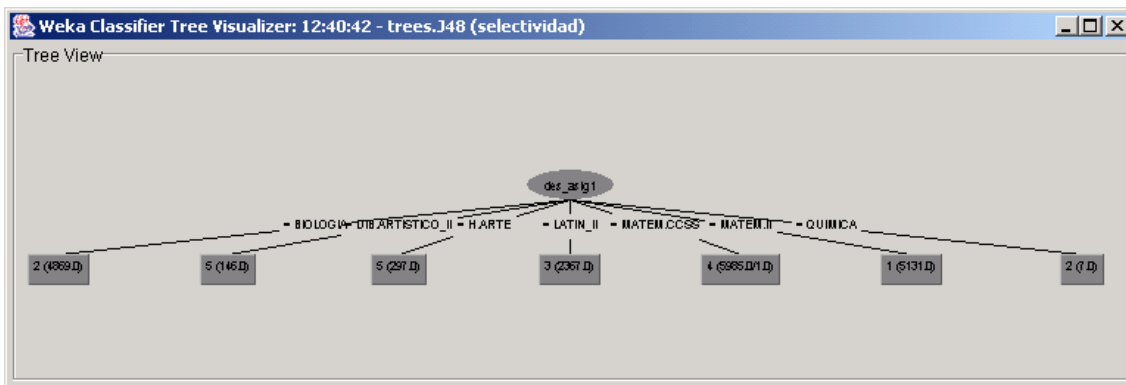 Weka Classifier Tree Visualizer: 12:40:42 - trees.J48 (selectividad)
Tree View
des_asig1
= BIOLOGIA = DIB.ARTISTICO_II = H.ARTE = LATIN_II = MATEM.CCSS = MATEM.II = QUIMICA
2 (4869.0) 5 (146.0) 5 (297.0) 3 (2367.0) 4 (5985.0/1.0) 1 (5131.0) 2 (7.0)